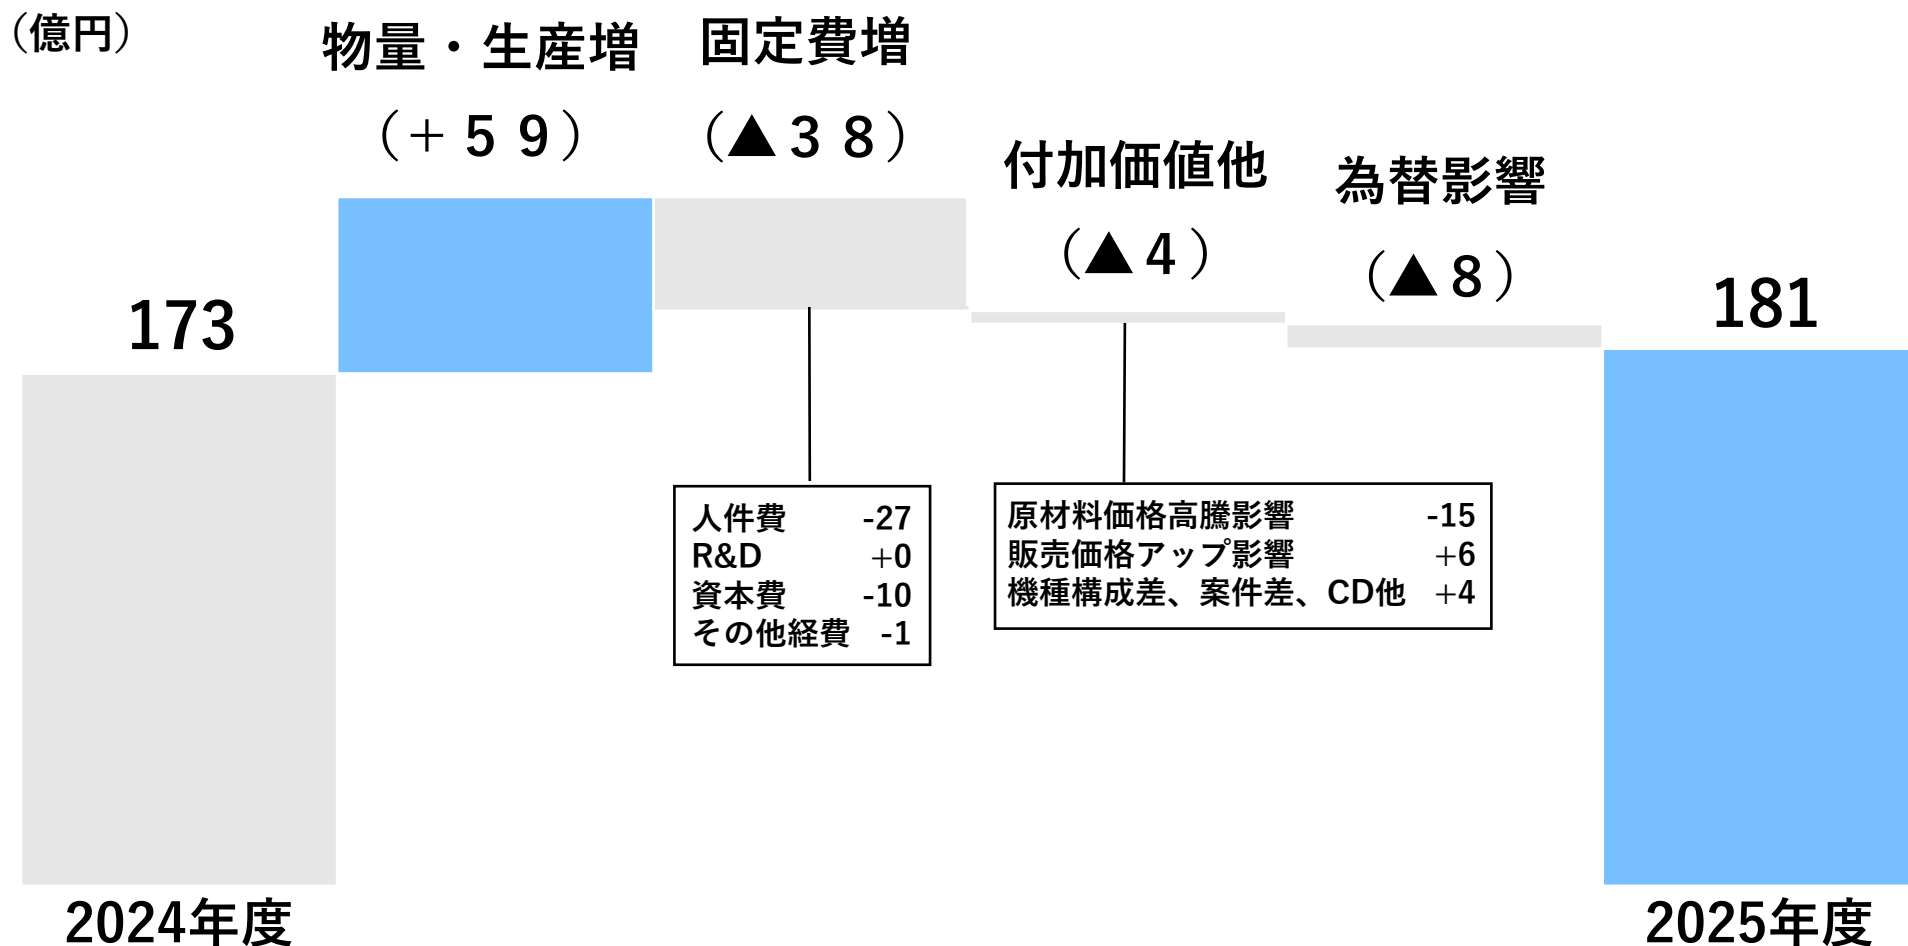 （億円）
物量・生産増
（＋５９）
固定費増
（▲３８）
付加価値他
（▲４）
為替影響
（▲８）
173
181
人件費 -27
R&D +0
資本費 -10
その他経費 -1
原材料価格高騰影響 -15
販売価格アップ影響 +6
機種構成差、案件差、CD他 +4
2024年度
2025年度